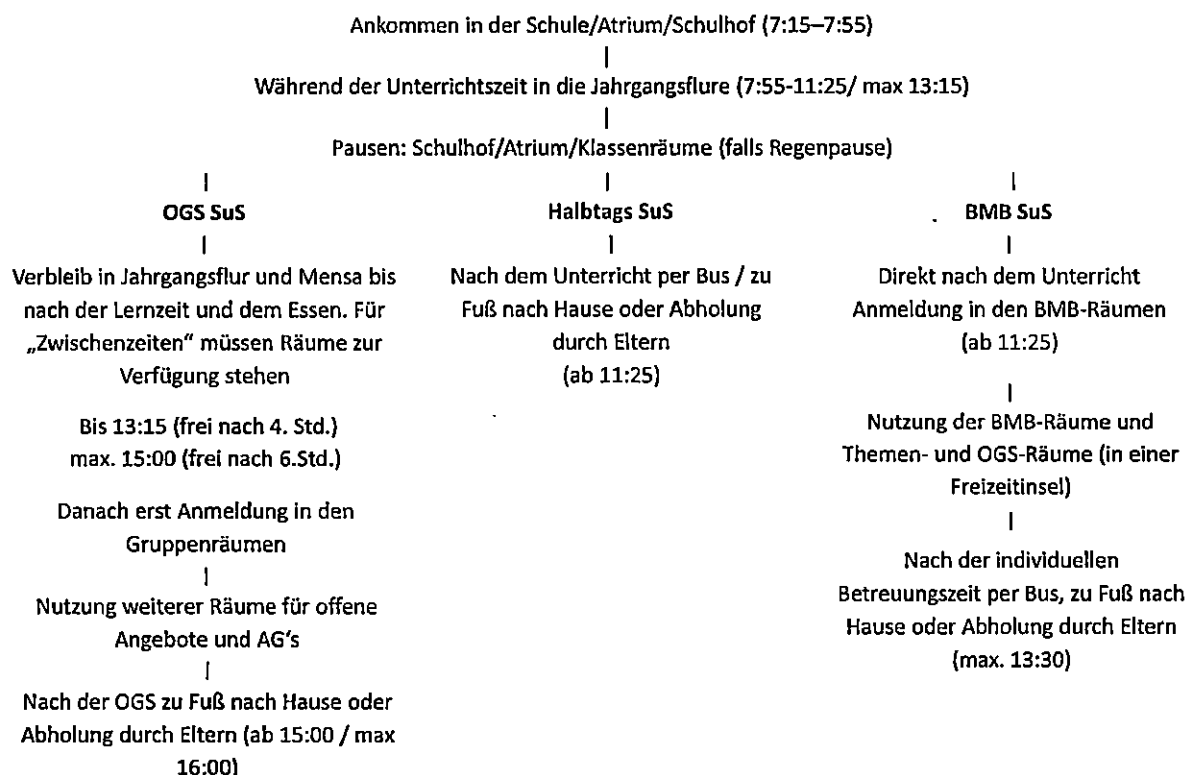 Ankommen in der Schule/Atrium/Schulhof (7:15–7:55)
Während der Unterrichtszeit in die Jahrgangsflure (7:55-11:25/ max 13:15)
Pausen: Schulhof/Atrium/Klassenräume (falls Regenpause)
OGS SuS
Verbleib in Jahrgangsflur und Mensa bis
nach der Lernzeit und dem Essen. Für
„Zwischenzeiten“ müssen Räume zur
Verfügung stehen
Bis 13:15 (frei nach 4. Std.)
max. 15:00 (frei nach 6.Std.)
Danach erst Anmeldung in den
Gruppenräumen
Nutzung weiterer Räume für offene
Angebote und AG's
Nach der OGS zu Fuß nach Hause oder
Abholung durch Eltern (ab 15:00 / max
16:00)
Halbtags SuS
Nach dem Unterricht per Bus / zu
Fuß nach Hause oder Abholung
durch Eltern
(ab 11:25)
BMB SuS
Direkt nach dem Unterricht
Anmeldung in den BMB-Räumen
(ab 11:25)
Nutzung der BMB-Räume und
Themen- und OGS-Räume (in einer
Freizeitinsel)
Nach der individuellen
Betreuungszeit per Bus, zu Fuß nach
Hause oder Abholung durch Eltern
(max. 13:30)